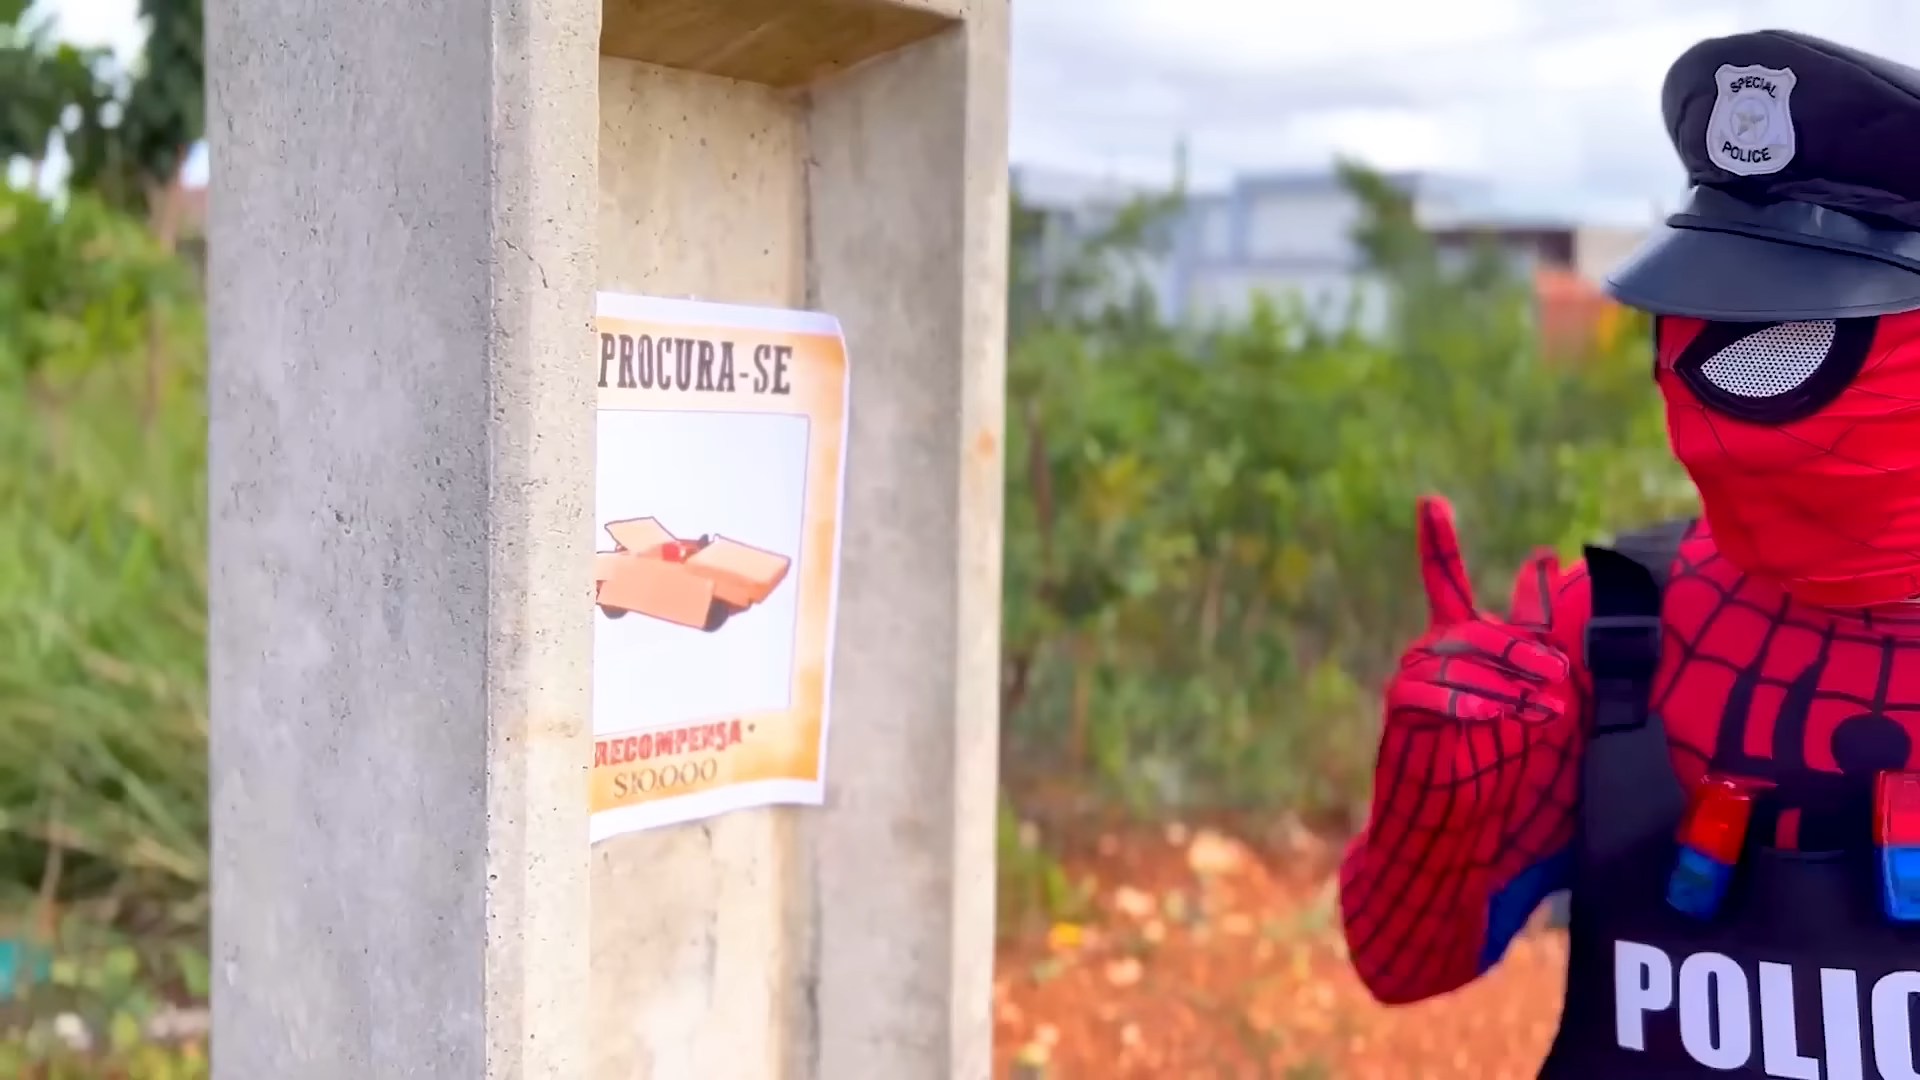 PROCURA-SE
RECOMPENSA
$10.000
SPECIAL
POLICE
POLIC